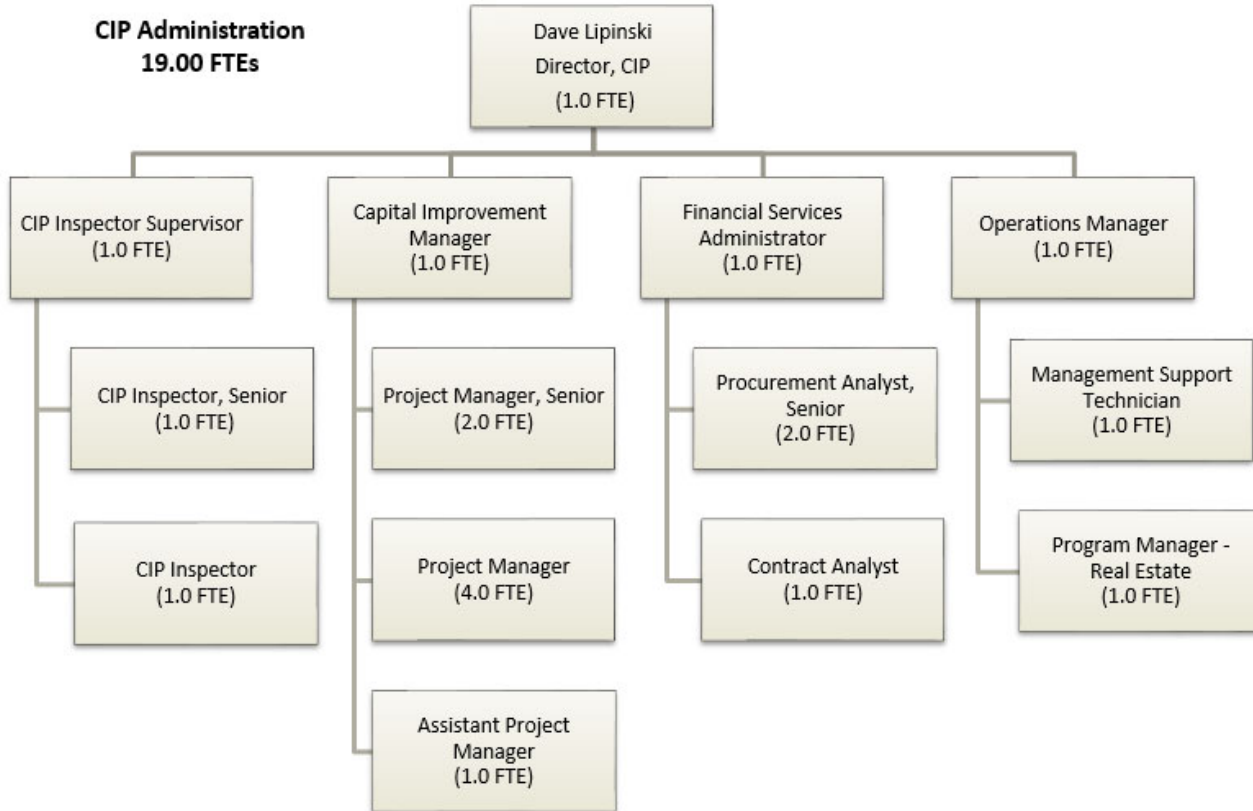 CIP Administration
19.00 FTEs
Dave Lipinski
Director, CIP
(1.0 FTE)
CIP Inspector Supervisor
(1.0 FTE)
Capital Improvement
Manager
(1.0 FTE)
Financial Services
Administrator
(1.0 FTE)
Operations Manager
(1.0 FTE)
CIP Inspector, Senior
(1.0 FTE)
Project Manager, Senior
(2.0 FTE)
Procurement Analyst,
Senior
(2.0 FTE)
Management Support
Technician
(1.0 FTE)
CIP Inspector
(1.0 FTE)
Project Manager
(4.0 FTE)
Contract Analyst
(1.0 FTE)
Program Manager -
Real Estate
(1.0 FTE)
Assistant Project
Manager
(1.0 FTE)